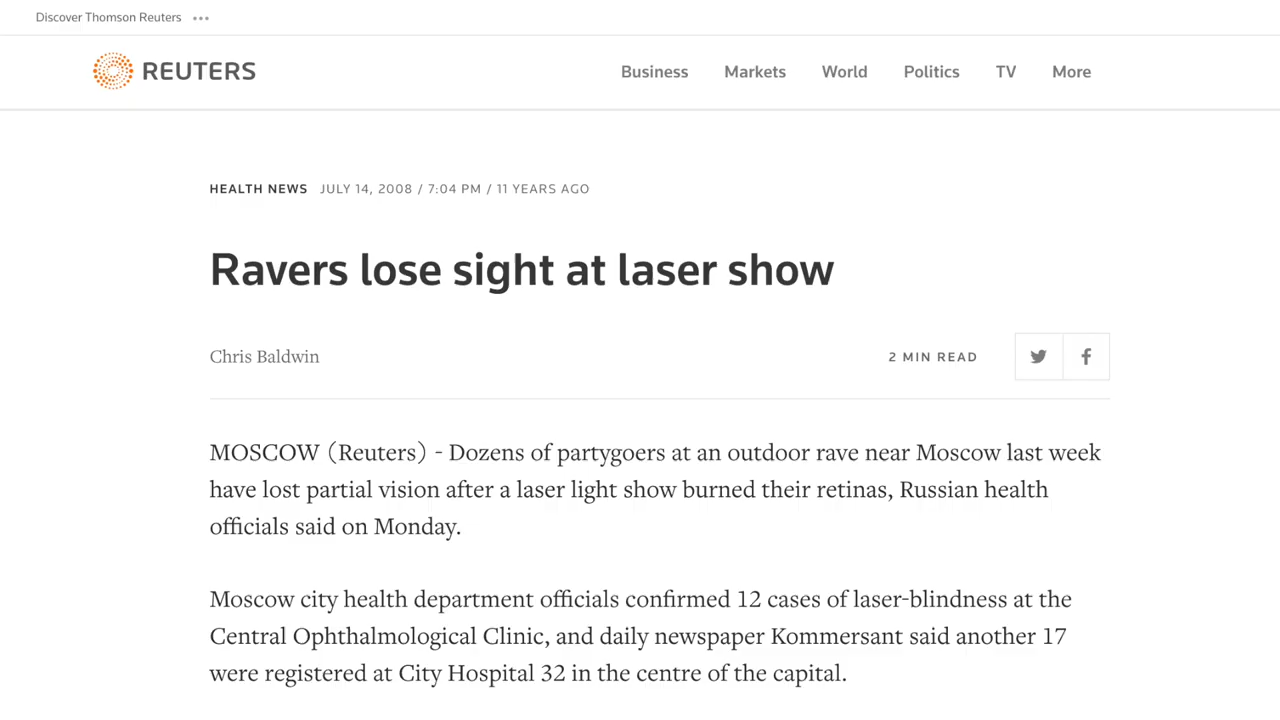 Discover Thomson Reuters •••
REUTERS
Business Markets World Politics TV More
HEALTH NEWS JULY 14, 2008 / 7:04 PM / 11 YEARS AGO
Ravers lose sight at laser show
Chris Baldwin
2 MIN READ
MOSCOW (Reuters) - Dozens of partygoers at an outdoor rave near Moscow last week
have lost partial vision after a laser light show burned their retinas, Russian health
officials said on Monday.
Moscow city health department officials confirmed 12 cases of laser-blindness at the
Central Ophthalmological Clinic, and daily newspaper Kommersant said another 17
were registered at City Hospital 32 in the centre of the capital.